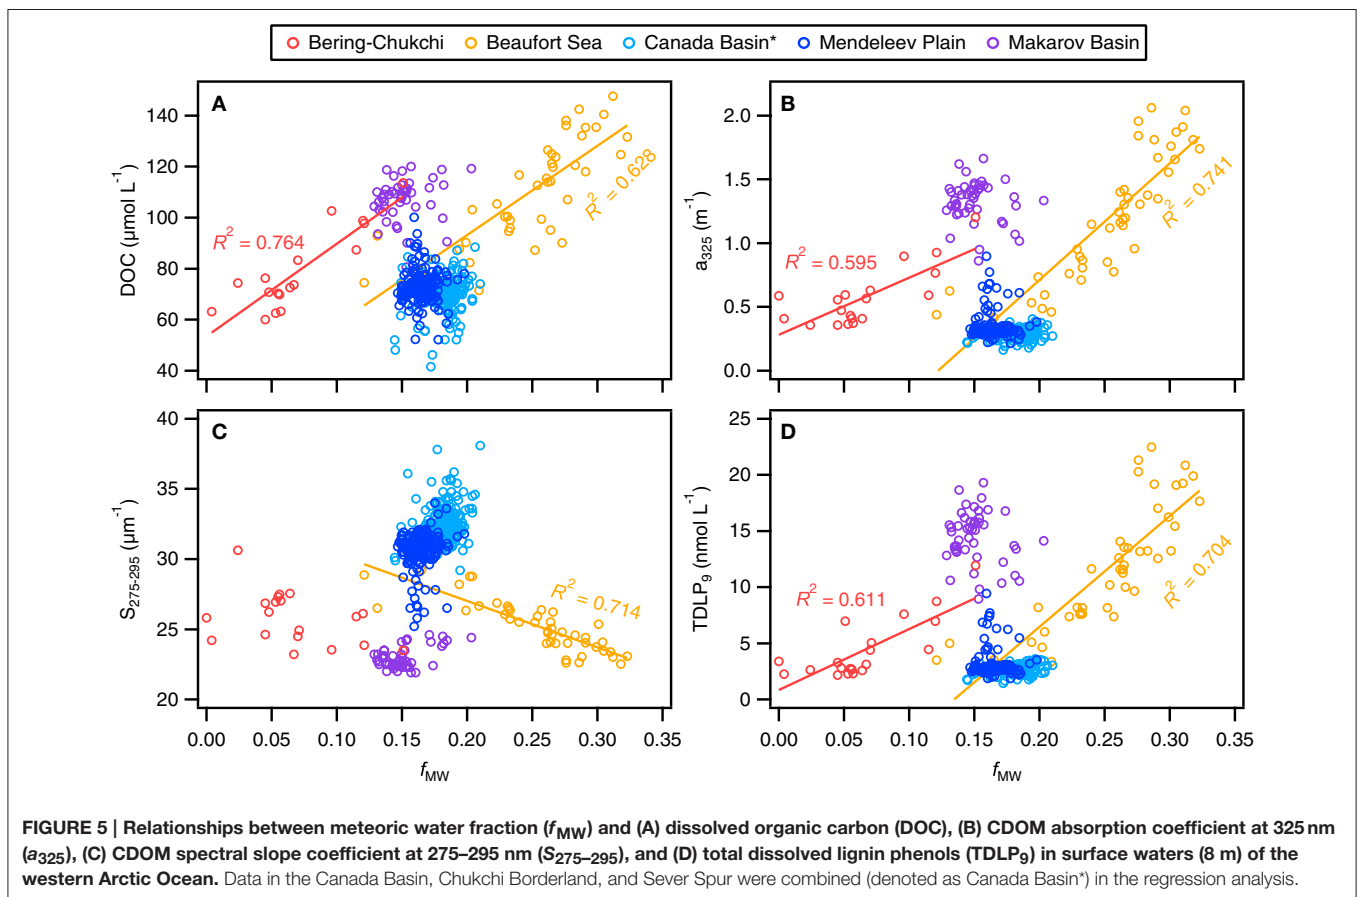 Bering-Chukchi Beaufort Sea Canada Basin* Mendeleev Plain Makarov Basin
A
DOC (µmol L⁻¹)
140
120
100
80
60
40
R² = 0.764
R² = 0.628
B
a₃₂₅ (m⁻¹)
2.0
1.5
1.0
0.5
0.0
R² = 0.595
R² = 0.741
C
S₂₇₅₋₂₉₅ (µm⁻¹)
40
35
30
25
20
R² = 0.714
0.00 0.05 0.10 0.15 0.20 0.25 0.30 0.35
f_MW
D
TDLP₉ (nmol L⁻¹)
25
20
15
10
5
0
R² = 0.611
R² = 0.704
0.00 0.05 0.10 0.15 0.20 0.25 0.30 0.35
f_MW
FIGURE 5 | Relationships between meteoric water fraction (f_MW) and (A) dissolved organic carbon (DOC), (B) CDOM absorption coefficient at 325 nm
(a₃₂₅), (C) CDOM spectral slope coefficient at 275–295 nm (S₂₇₅₋₂₉₅), and (D) total dissolved lignin phenols (TDLP₉) in surface waters (8 m) of the
western Arctic Ocean. Data in the Canada Basin, Chukchi Borderland, and Sever Spur were combined (denoted as Canada Basin*) in the regression analysis.